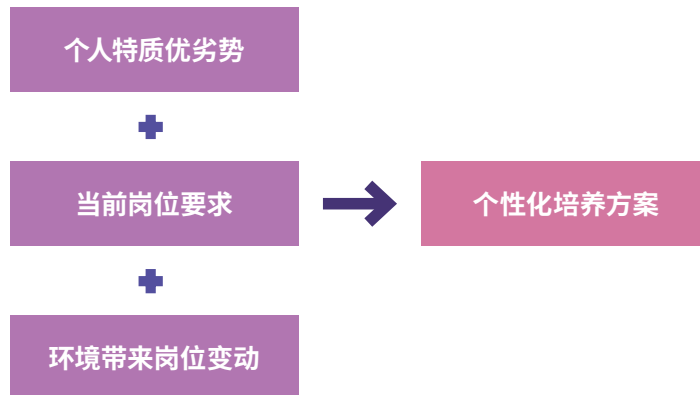 个人特质优劣势
当前岗位要求
个性化培养方案
环境带来岗位变动